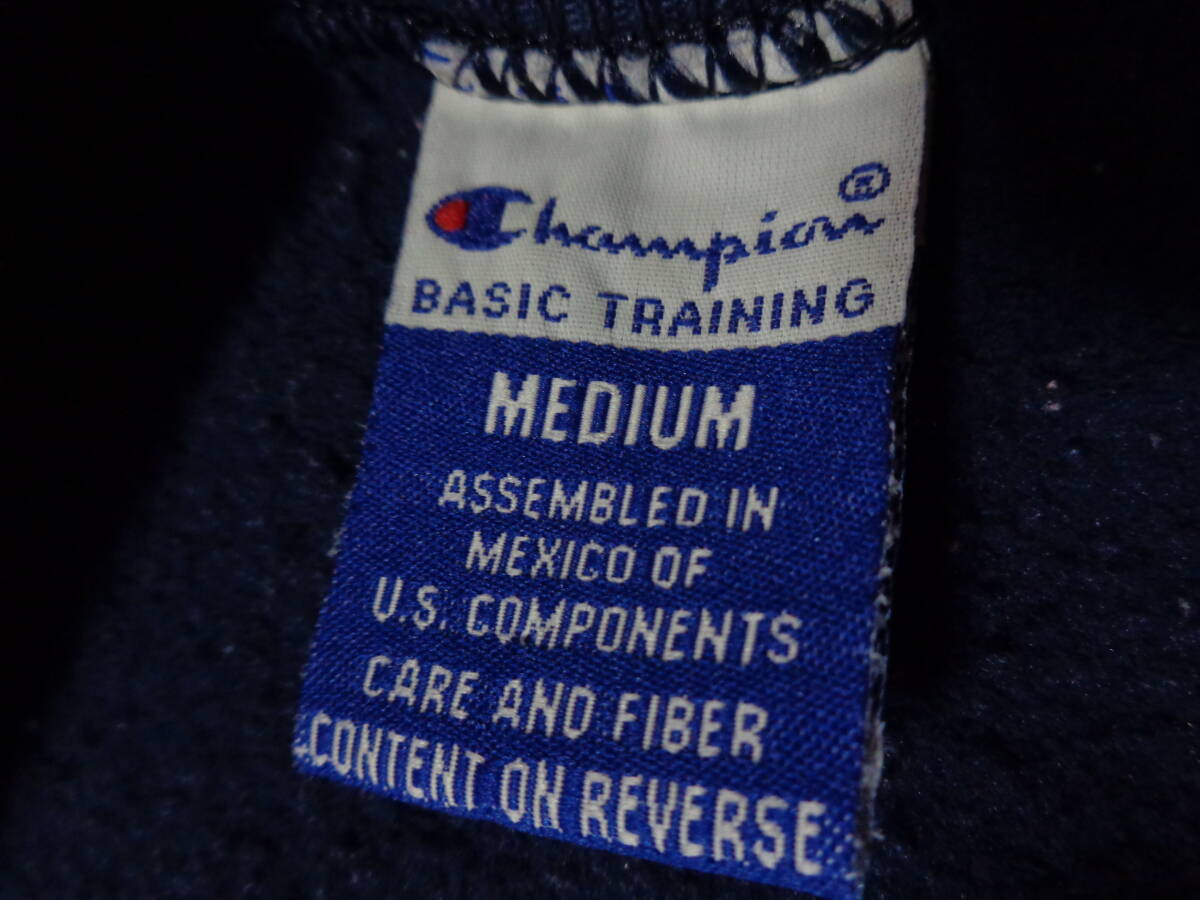 Champion®
BASIC TRAINING
MEDIUM
ASSEMBLED IN
MEXICO OF
U.S. COMPONENTS
CARE AND FIBER
CONTENT ON REVERSE